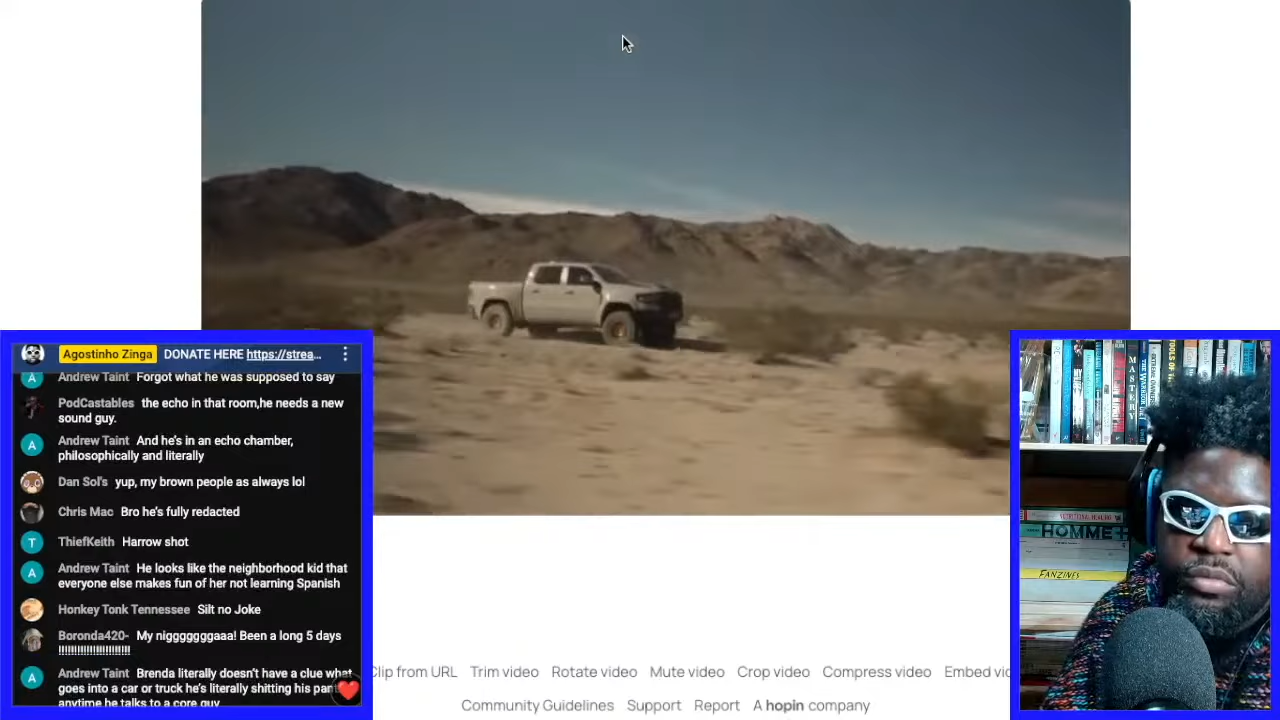 Agostinho Zinga DONATE HERE https://strea...
Andrew Taint Forgot what he was supposed to say
PodCastables the echo in that room,he needs a new
sound guy.
Andrew Taint And he's in an echo chamber,
philosophically and literally
Dan Sol's yup, my brown people as always lol
Chris Mac Bro he's fully redacted
ThiefKeith Harrow shot
Andrew Taint He looks like the neighborhood kid that
everyone else makes fun of her not learning Spanish
Honkey Tonk Tennessee Silt no Joke
Boronda420- My nigggggggaaa! Been a long 5 days
Andrew Taint Brenda literally doesn't have a clue what
goes into a car or truck he's literally shitting his pan
anytime he talks to a core guy
Clip from URL Trim video Rotate video Mute video Crop video Compress video Embed
Community Guidelines Support Report A hopin company
MASTERY
HOMME+
FANZINES